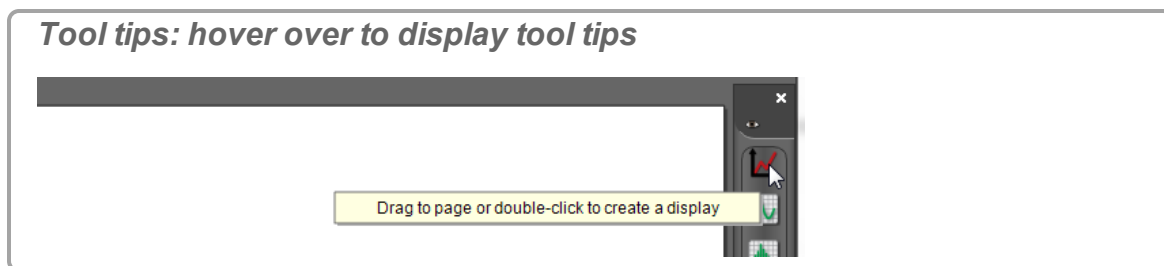 Tool tips: hover over to display tool tips
Drag to page or double-click to create a display